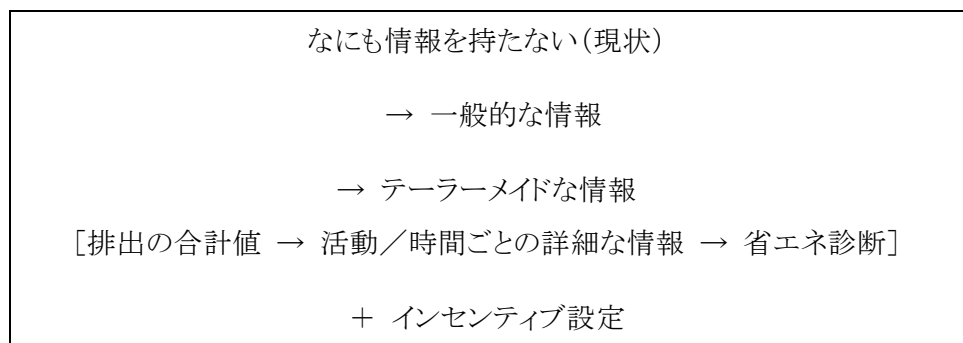 なにも情報を持たない（現状）
→ 一般的な情報
→ テーラーメイドな情報
［排出の合計値 → 活動／時間ごとの詳細な情報 → 省エネ診断］
＋ インセンティブ設定